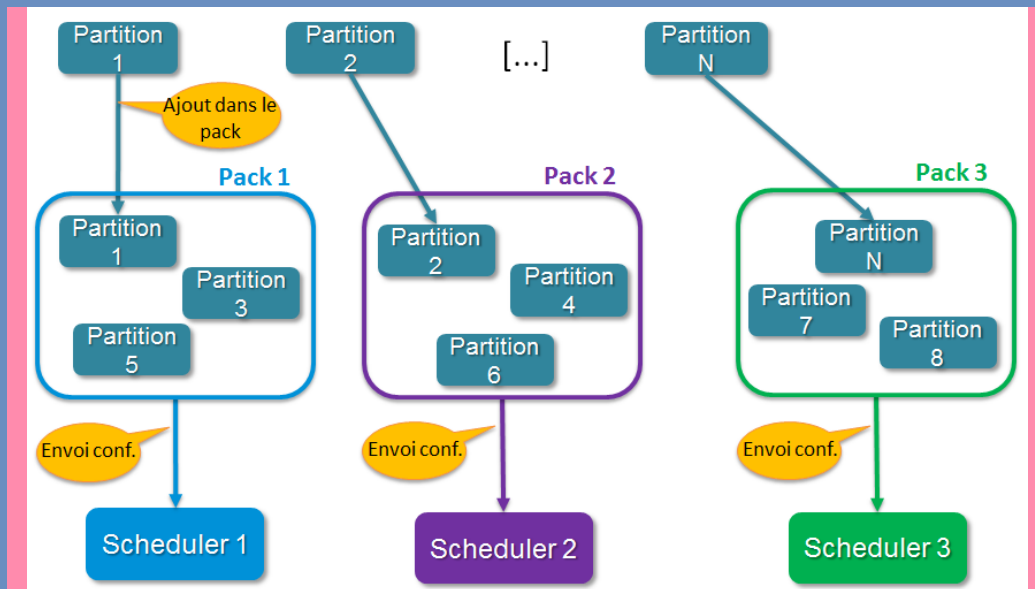 Partition
1
Partition
2
[...]
Partition
N
Ajout dans le
pack
Pack 1
Pack 2
Pack 3
Partition
1
Partition
3
Partition
5
Partition
2
Partition
4
Partition
6
Partition
N
Partition
7
Partition
8
Envoi conf.
Envoi conf.
Envoi conf.
Scheduler 1
Scheduler 2
Scheduler 3